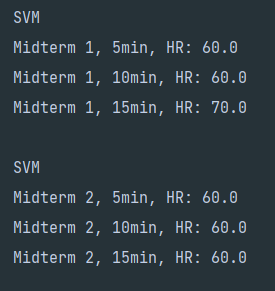 SVM
Midterm 1, 5min, HR: 60.0
Midterm 1, 10min, HR: 60.0
Midterm 1, 15min, HR: 70.0
SVM
Midterm 2, 5min, HR: 60.0
Midterm 2, 10min, HR: 60.0
Midterm 2, 15min, HR: 60.0